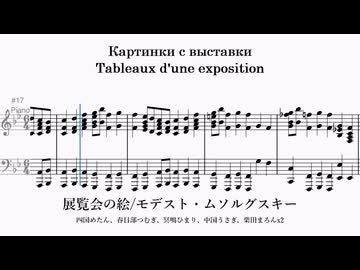 Картинки с выставки
Tableaux d'une exposition
#17
Piano
展覧会の絵/モデスト・ムソルグスキー
四国めたん、春日部つむぎ、冥鳴ひまり、中国うさぎ、栗田まろんx2